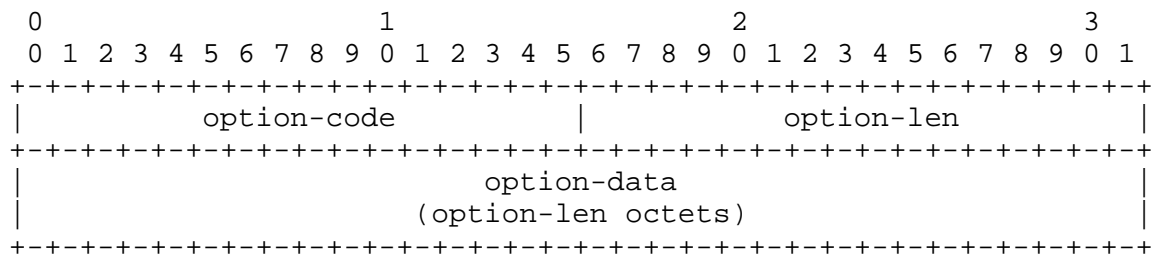 0                   1                   2                   3
 0 1 2 3 4 5 6 7 8 9 0 1 2 3 4 5 6 7 8 9 0 1 2 3 4 5 6 7 8 9 0 1
+-+-+-+-+-+-+-+-+-+-+-+-+-+-+-+-+-+-+-+-+-+-+-+-+-+-+-+-+-+-+-+-+
|          option-code          |           option-len          |
+-+-+-+-+-+-+-+-+-+-+-+-+-+-+-+-+-+-+-+-+-+-+-+-+-+-+-+-+-+-+-+-+
|                          option-data                          |
|                      (option-len octets)                      |
+-+-+-+-+-+-+-+-+-+-+-+-+-+-+-+-+-+-+-+-+-+-+-+-+-+-+-+-+-+-+-+-+